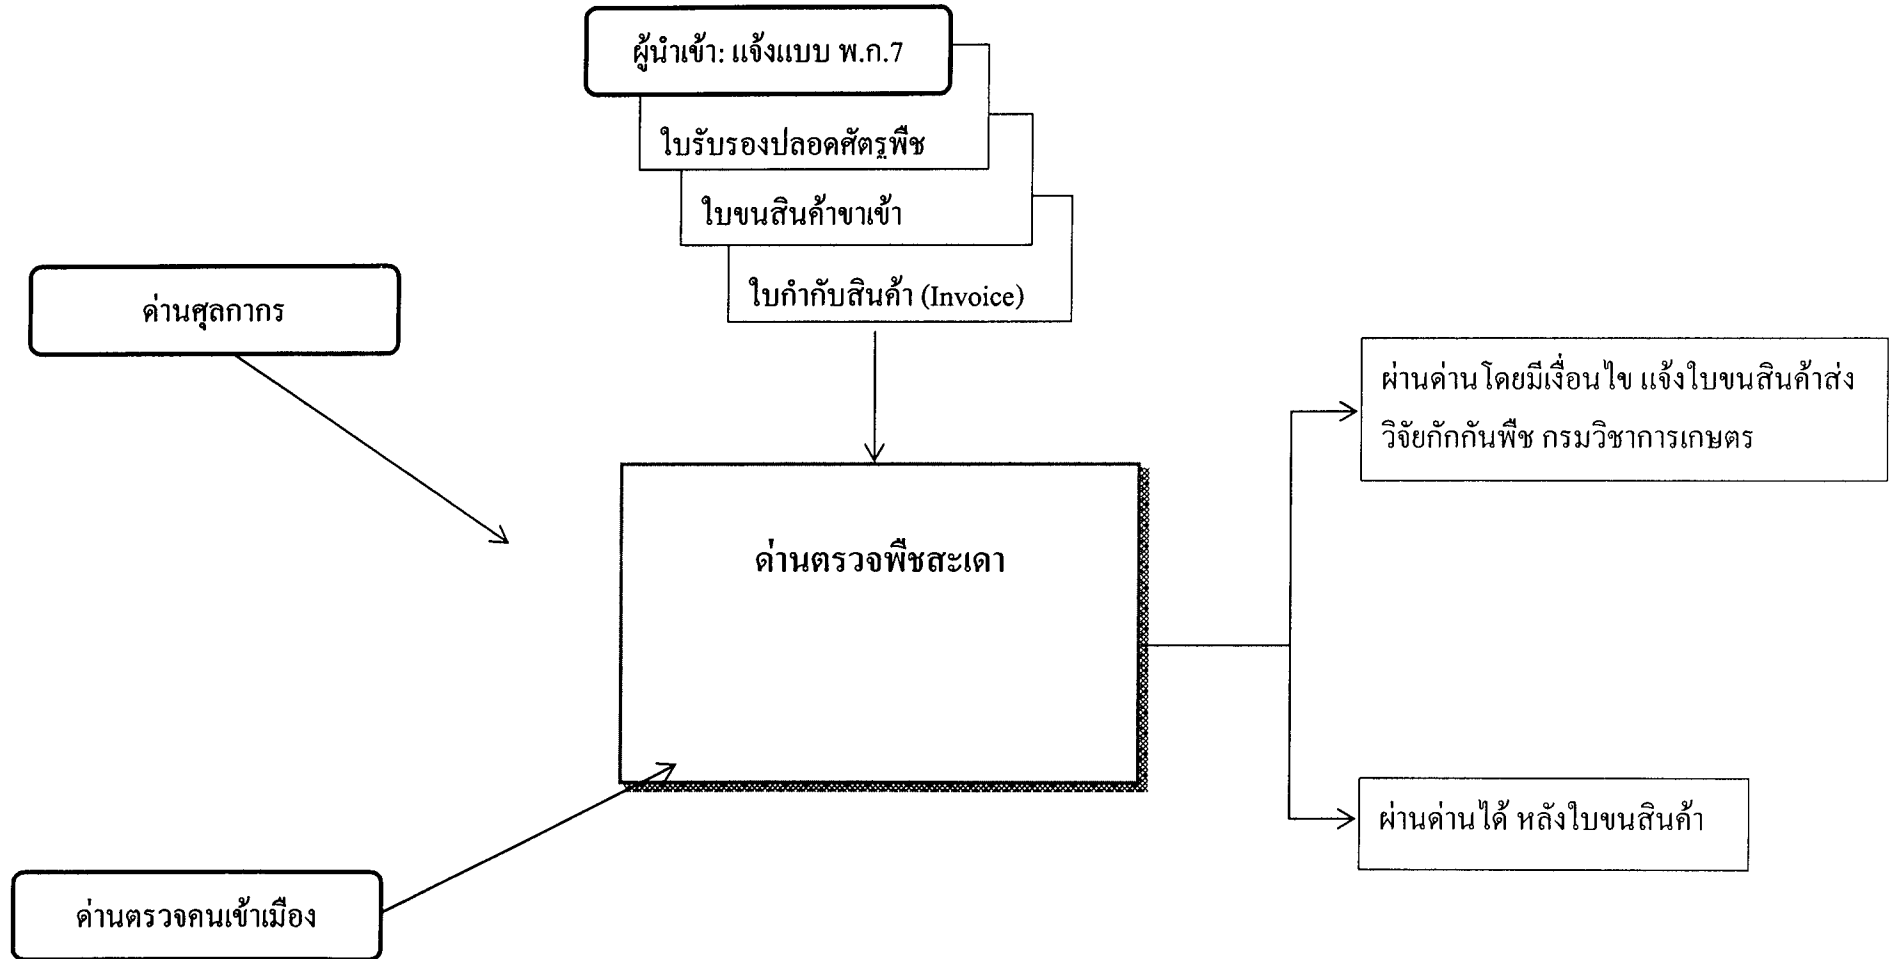 ผู้นำเข้า: แจ้งแบบ พ.ก.7
ใบรับรองปลอดศัตรูพืช
ใบขนสินค้าขาเข้า
ใบกำกับสินค้า (Invoice)
ด่านศุลกากร
ผ่านด่านโดยมีเงื่อนไข แจ้งใบขนสินค้าส่ง
วิจัยกักกันพืช กรมวิชาการเกษตร
ด่านตรวจพืชสะเดา
ผ่านด่านได้ หลังใบขนสินค้า
ด่านตรวจคนเข้าเมือง